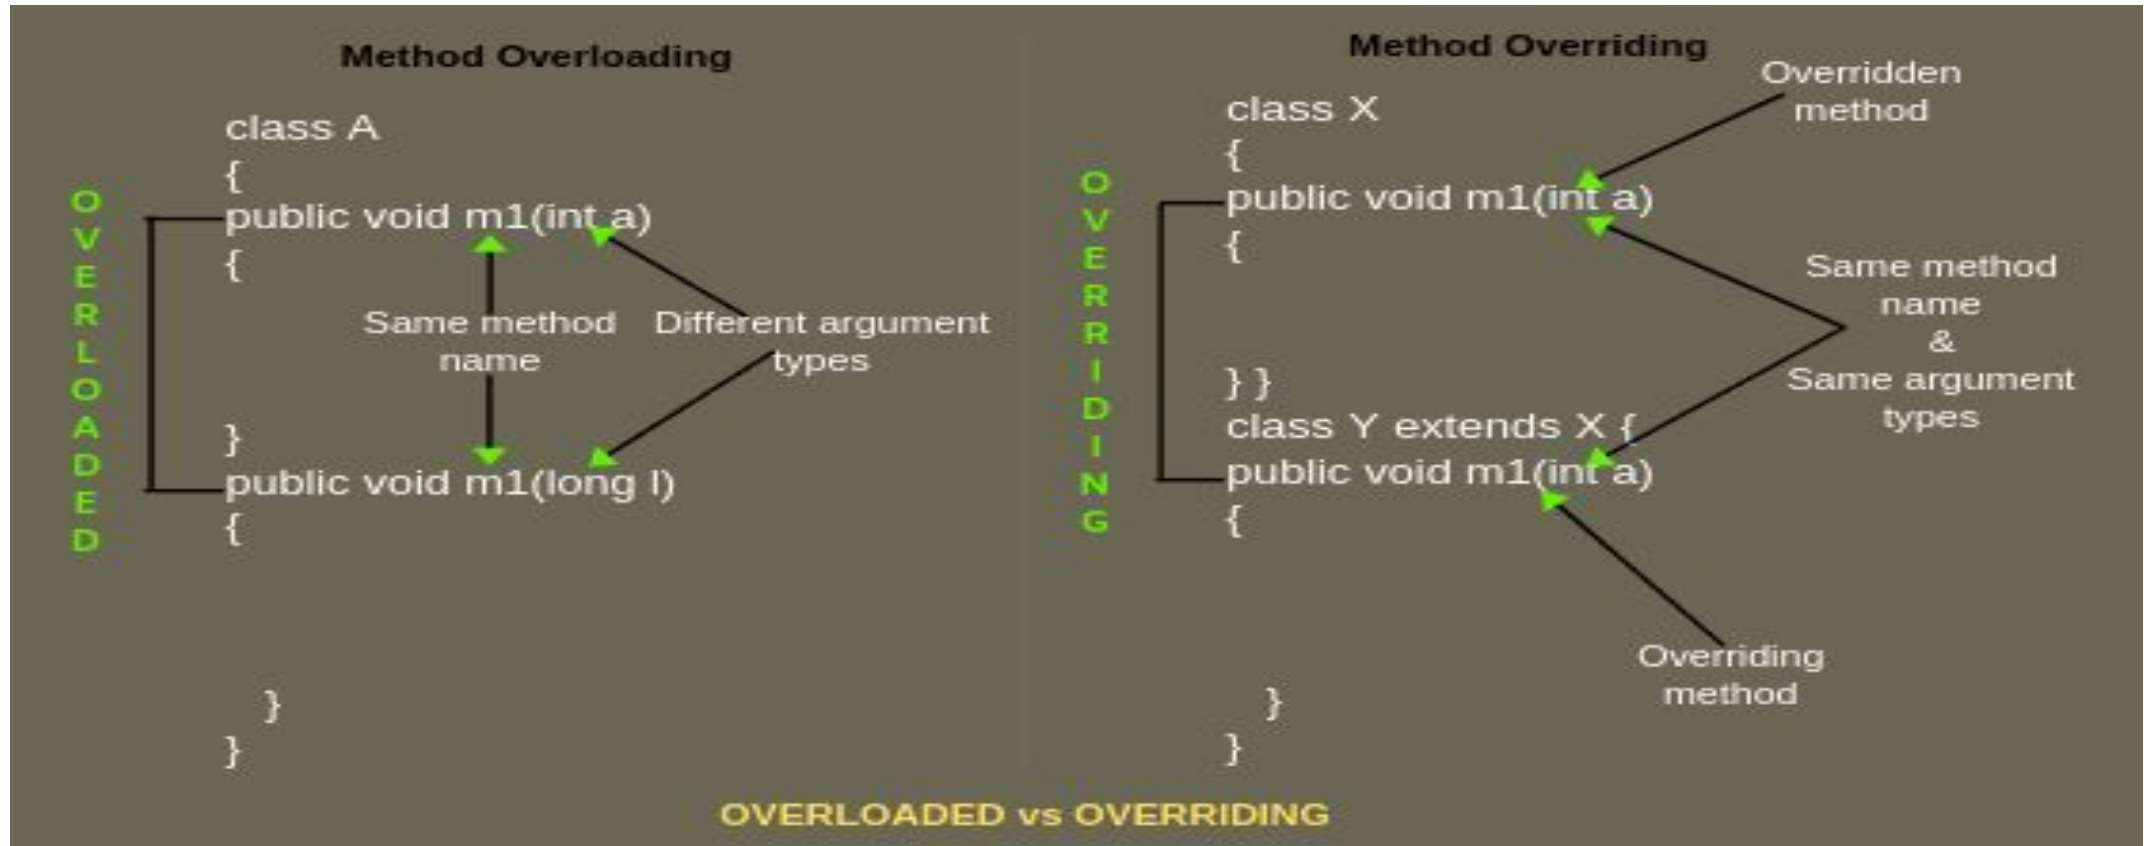 Method Overloading
class A
{
public void m1(int a)
{
Same method
name
Different argument
types
}
public void m1(long l)
{
}
}
OVERLOADED
Method Overriding
Overridden
method
class X
{
public void m1(int a)
{
Same method
name
&
Same argument
types
} }
class Y extends X {
public void m1(int a)
{
Overriding
method
}
}
OVERRIDING
OVERLOADED vs OVERRIDING